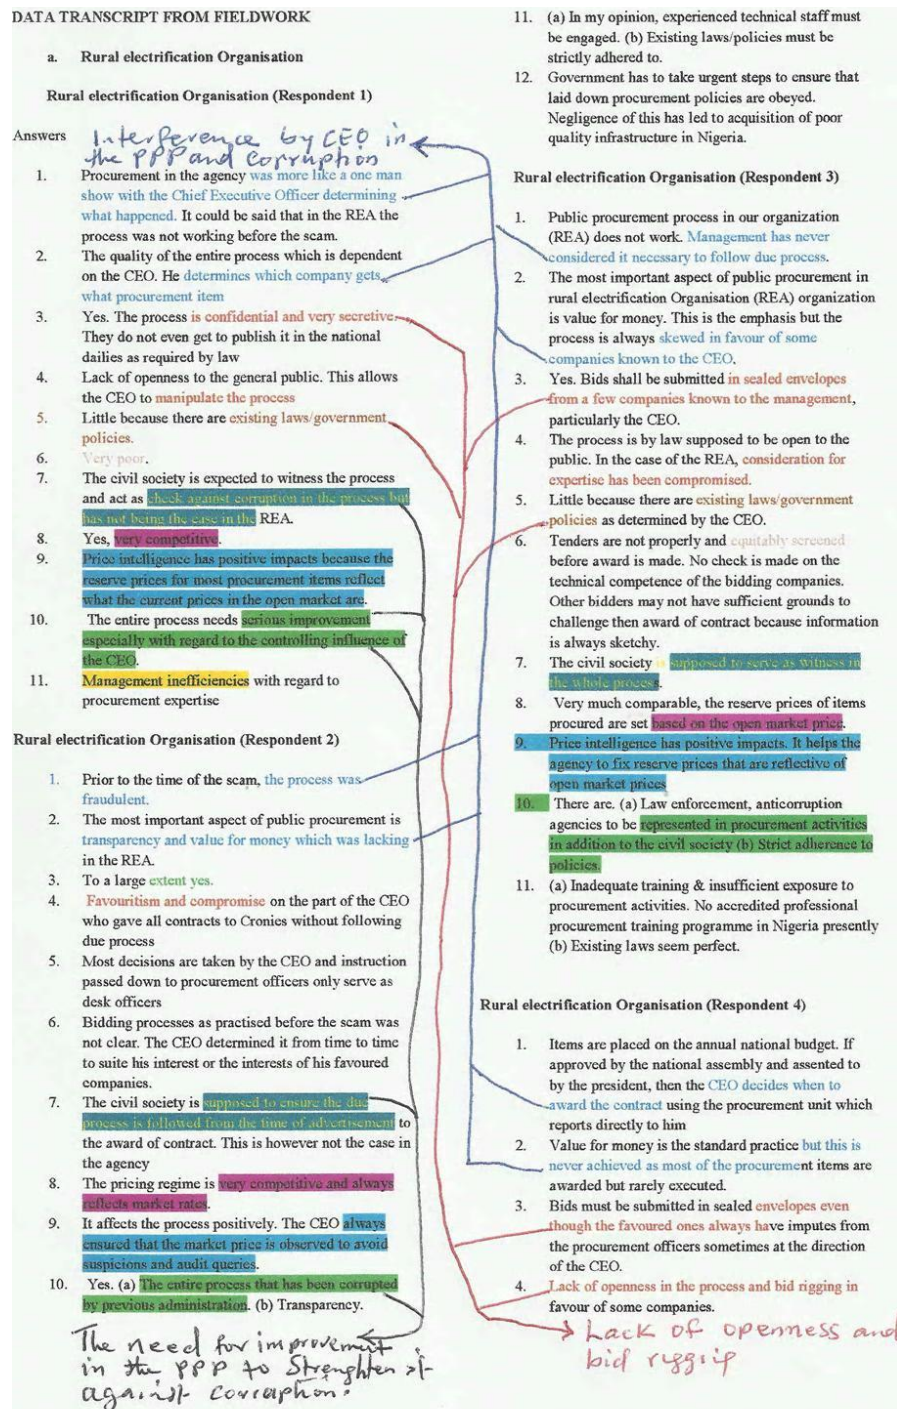 DATA TRANSCRIPT FROM FIELDWORK
a. Rural electrification Organisation
Rural electrification Organisation (Respondent 1)
Answers
Interference by CEO in
the PPP and Corruption
1. Procurement in the agency was more like a one man
show with the Chief Executive Officer determining
what happened. It could be said that in the REA the
process was not working before the scam.
2. The quality of the entire process which is dependent
on the CEO. He determines which company gets
what procurement item
3. Yes. The process is confidential and very secretive.
They do not even get to publish it in the national
dailies as required by law
4. Lack of openness to the general public. This allows
the CEO to manipulate the process
5. Little because there are existing laws/government
policies.
6. Very poor.
7. The civil society is expected to witness the process
and act as check against corruption in the process but
has not being the case in the REA.
8. Yes, very competitive.
9. Price intelligence has positive impacts because the
reserve prices for most procurement items reflect
what the current prices in the open market are.
10. The entire process needs serious improvement
especially with regard to the controlling influence of
the CEO.
11. Management inefficiencies with regard to
procurement expertise
Rural electrification Organisation (Respondent 2)
1. Prior to the time of the scam, the process was
fraudulent.
2. The most important aspect of public procurement is
transparency and value for money which was lacking
in the REA.
3. To a large extent yes.
4. Favouritism and compromise on the part of the CEO
who gave all contracts to Cronies without following
due process
5. Most decisions are taken by the CEO and instruction
passed down to procurement officers only serve as
desk officers
6. Bidding processes as practised before the scam was
not clear. The CEO determined it from time to time
to suite his interest or the interests of his favoured
companies.
7. The civil society is supposed to ensure the due
process is followed from the time of advertisement to
the award of contract. This is however not the case in
the agency
8. The pricing regime is very competitive and always
reflects market rates.
9. It affects the process positively. The CEO always
ensured that the market price is observed to avoid
suspicions and audit queries.
10. Yes. (a) The entire process that has been corrupted
by previous administration. (b) Transparency.
The need for improvement
in the PPP to Strenghten it
against corruption.
11. (a) In my opinion, experienced technical staff must
be engaged. (b) Existing laws/policies must be
strictly adhered to.
12. Government has to take urgent steps to ensure that
laid down procurement policies are obeyed.
Negligence of this has led to acquisition of poor
quality infrastructure in Nigeria.
Rural electrification Organisation (Respondent 3)
1. Public procurement process in our organization
(REA) does not work. Management has never
considered it necessary to follow due process.
2. The most important aspect of public procurement in
rural electrification Organisation (REA) organization
is value for money. This is the emphasis but the
process is always skewed in favour of some
companies known to the CEO.
3. Yes. Bids shall be submitted in sealed envelopes
from a few companies known to the management,
particularly the CEO.
4. The process is by law supposed to be open to the
public. In the case of the REA, consideration for
expertise has been compromised.
5. Little because there are existing laws/government
policies as determined by the CEO.
6. Tenders are not properly and equitably screened
before award is made. No check is made on the
technical competence of the bidding companies.
Other bidders may not have sufficient grounds to
challenge then award of contract because information
is always sketchy.
7. The civil society is supposed to serve as witness in
the whole process.
8. Very much comparable, the reserve prices of items
procured are set based on the open market price.
9. Price intelligence has positive impacts. It helps the
agency to fix reserve prices that are reflective of
open market prices
10. There are. (a) Law enforcement, anticorruption
agencies to be represented in procurement activities
in addition to the civil society (b) Strict adherence to
policies.
11. (a) Inadequate training & insufficient exposure to
procurement activities. No accredited professional
procurement training programme in Nigeria presently
(b) Existing laws seem perfect.
Rural electrification Organisation (Respondent 4)
1. Items are placed on the annual national budget. If
approved by the national assembly and assented to
by the president, then the CEO decides when to
award the contract using the procurement unit which
reports directly to him
2. Value for money is the standard practice but this is
never achieved as most of the procurement items are
awarded but rarely executed.
3. Bids must be submitted in sealed envelopes even
though the favoured ones always have imputes from
the procurement officers sometimes at the direction
of the CEO.
4. Lack of openness in the process and bid rigging in
favour of some companies.
Lack of openness and
bid riggip